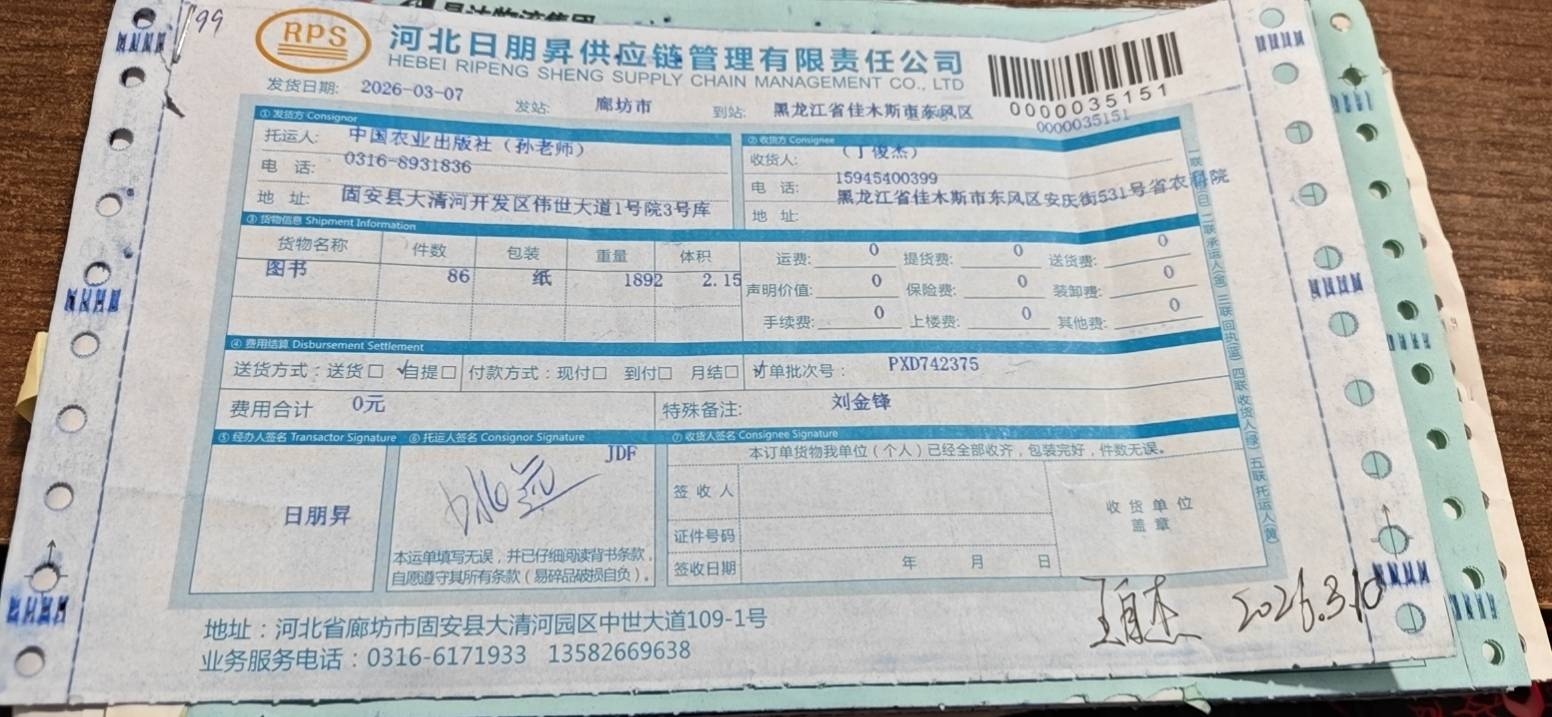 199
RPS
河北日朋昇供应链管理有限责任公司
HEBEI RIPENG SHENG SUPPLY CHAIN MANAGEMENT CO., LTD
0000035151
0000035151
发货日期: 2026-03-07 发站: 廊坊市 到站: 黑龙江省佳木斯市东风区
①发货方 Consignor
托运人: 中国农业出版社（孙老师）
电 话: 0316-8931836
地 址: 固安县大清河开发区伟世大道1号院3号库
②收货方 Consignee
收货人: （丁俊杰）
电 话: 15945400399
地 址: 黑龙江省佳木斯市东风区安庆街531号省农科院
③货物信息 Shipment Information
货物名称 件数 包装 重量 体积
图书 86 纸 1892 2.15
运费: 0 提货费: 0 送货费: 0
声明价值: 0 保险费: 0 装卸费: 0
手续费: 0 上楼费: 0 其他费: 0
④费用结算 Disbursement Settlement
送货方式：送货□ ✓自提□ 付款方式：现付□ 到付□ 月结□ 订单批次号： PXD742375
费用合计 0元 特殊备注: 刘金锋
⑤经办人签名 Transactor Signature ⑥托运人签名 Consignor Signature ⑦收货人签名 Consignee Signature
日朋昇
JDF
本运单填写无误，并已仔细阅读背书条款，
自愿遵守其所有条款（易碎品破损自负）。
本订单货物我单位（个人）已经全部收齐，包装完好，件数无误。
签收人
证件号码
签收日期 年 月 日
收货单位
盖章
2026.3.10
地址：河北省廊坊市固安县大清河园区中世大道109-1号
业务服务电话：0316-6171933 13582669638